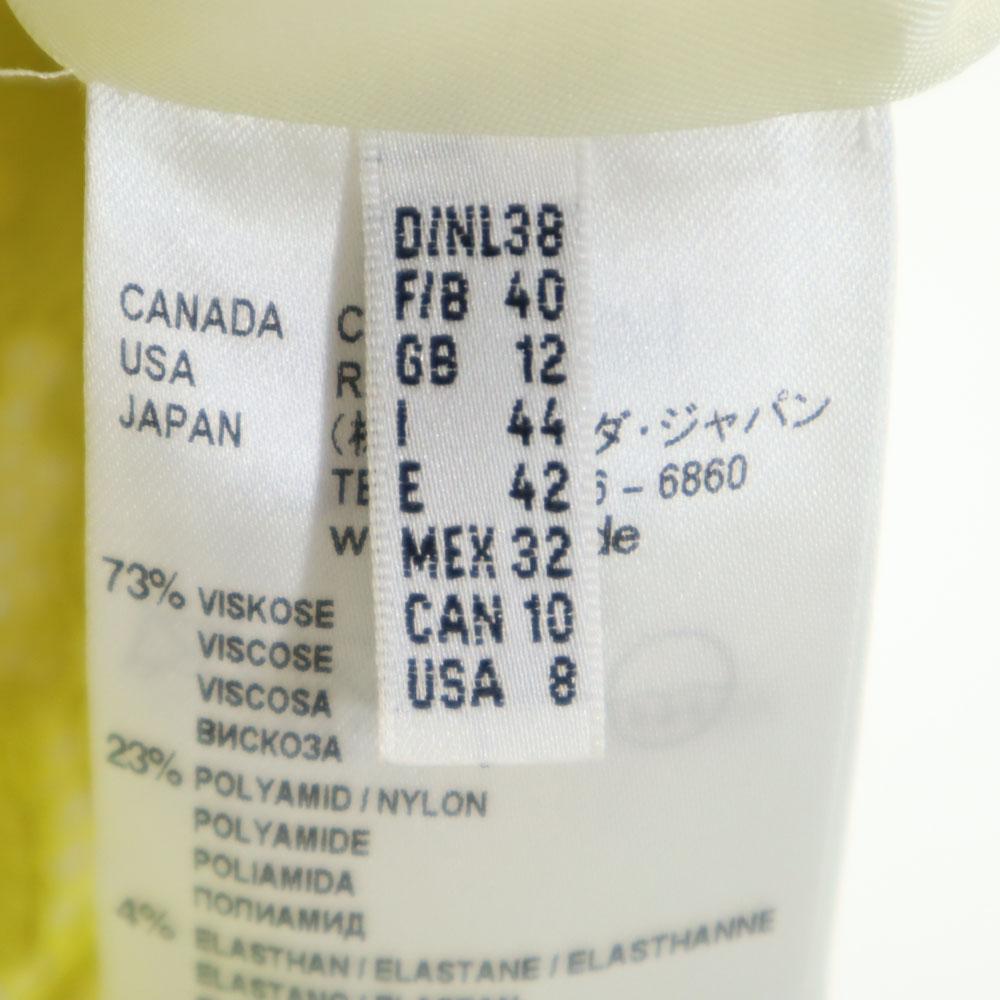 D/NL 38
F/B 40
GB 12
I 44
E 42
MEX 32
CAN 10
USA 8
CANADA
USA
JAPAN
ダ・ジャパン
6 – 6860
73% VISKOSE
VISCOSE
VISCOSA
ВИСКОЗА
23% POLYAMID / NYLON
POLYAMIDE
POLIAMIDA
ПОЛИАМИД
4% ELASTHAN / ELASTANE / ELASTHANNE